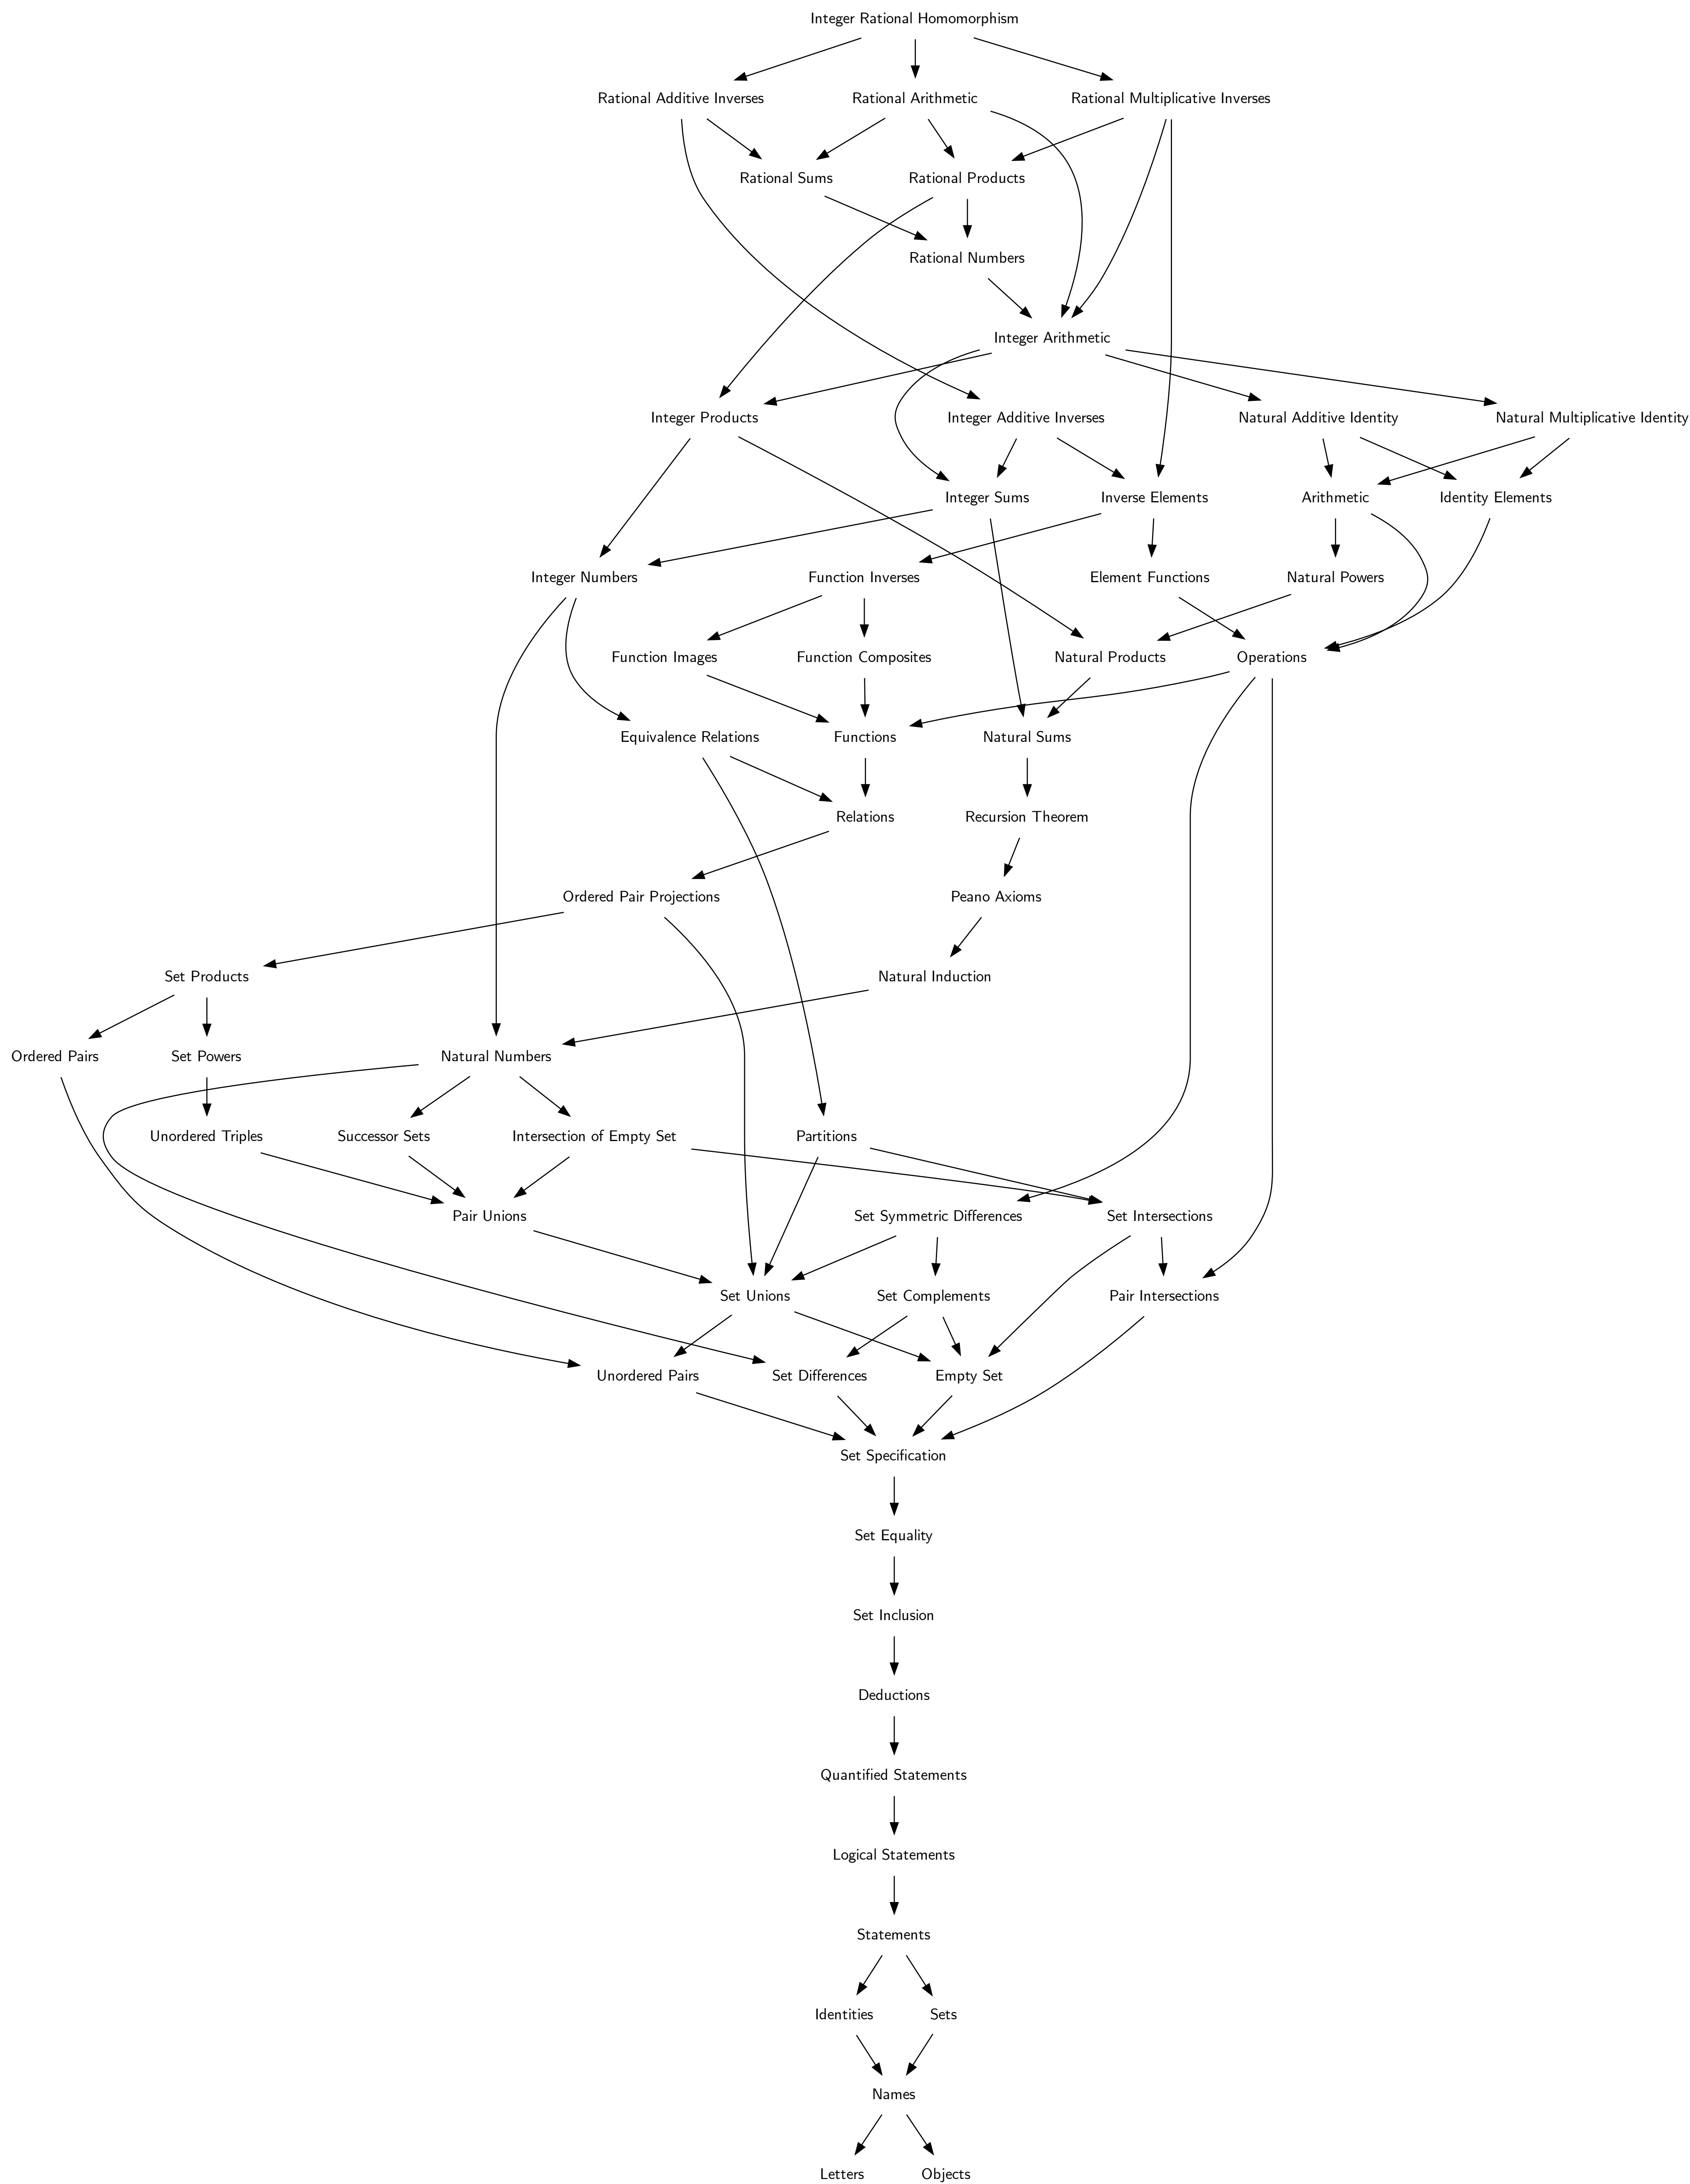 Integer Rational Homomorphism
Rational Additive Inverses
Rational Arithmetic
Rational Multiplicative Inverses
Rational Sums
Rational Products
Rational Numbers
Integer Arithmetic
Integer Products
Integer Additive Inverses
Natural Additive Identity
Natural Multiplicative Identity
Integer Sums
Inverse Elements
Arithmetic
Identity Elements
Integer Numbers
Function Inverses
Element Functions
Natural Powers
Function Images
Function Composites
Natural Products
Operations
Equivalence Relations
Functions
Natural Sums
Relations
Recursion Theorem
Ordered Pair Projections
Peano Axioms
Set Products
Natural Induction
Ordered Pairs
Set Powers
Natural Numbers
Unordered Triples
Successor Sets
Intersection of Empty Set
Partitions
Pair Unions
Set Symmetric Differences
Set Intersections
Set Unions
Set Complements
Pair Intersections
Unordered Pairs
Set Differences
Empty Set
Set Specification
Set Equality
Set Inclusion
Deductions
Quantified Statements
Logical Statements
Statements
Identities
Sets
Names
Letters
Objects